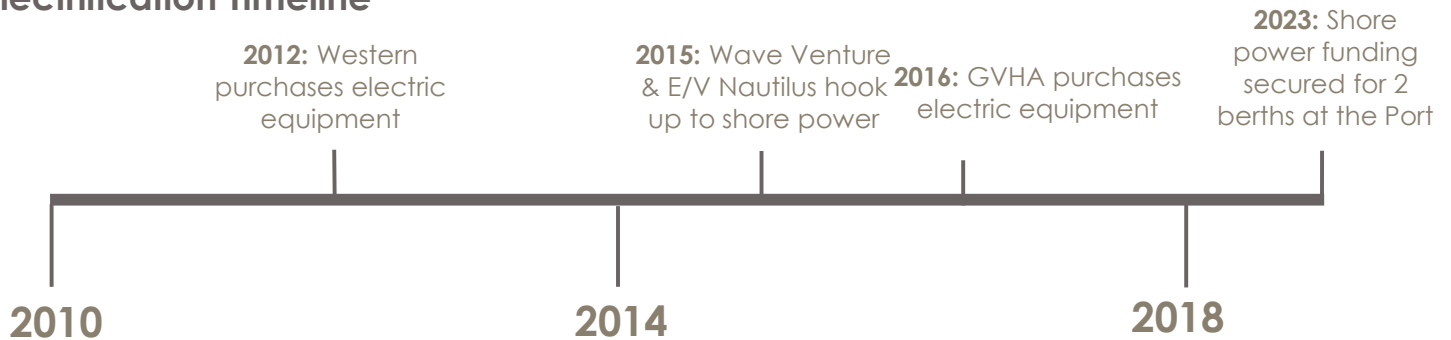 Timeline
2012: Western
purchases electric
equipment
2015: Wave Venture
& E/V Nautilus hook
up to shore power
2016: GVHA purchases
electric equipment
2023: Shore
power funding
secured for 2
berths at the Port
2010
2014
2018